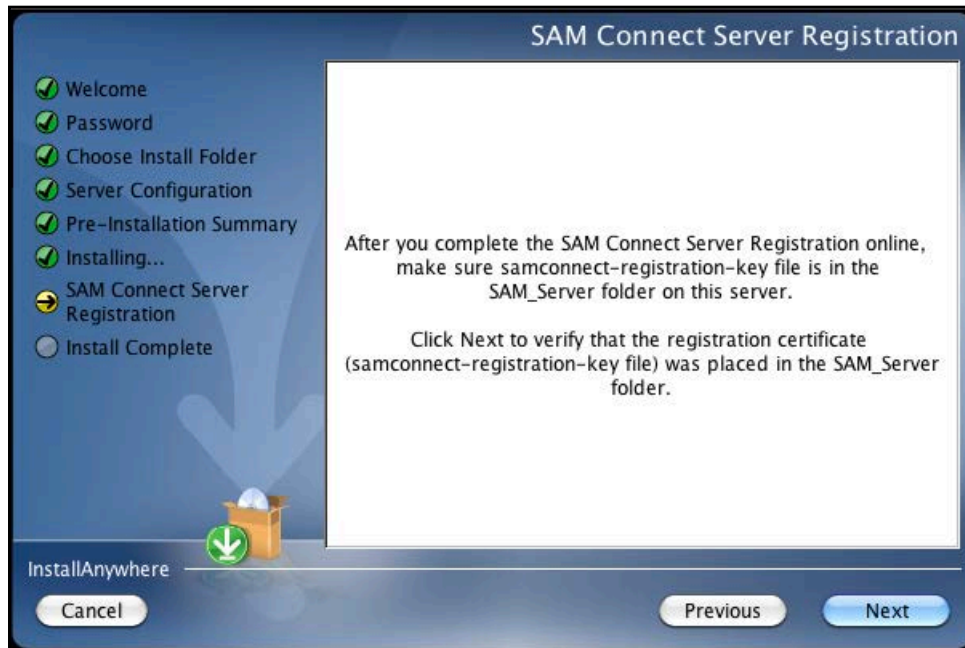 SAM Connect Server Registration
Welcome
Password
Choose Install Folder
Server Configuration
Pre-Installation Summary
Installing...
SAM Connect Server
Registration
Install Complete
After you complete the SAM Connect Server Registration online,
make sure samconnect-registration-key file is in the
SAM_Server folder on this server.
Click Next to verify that the registration certificate
(samconnect-registration-key file) was placed in the SAM_Server
folder.
InstallAnywhere
Cancel
Previous
Next